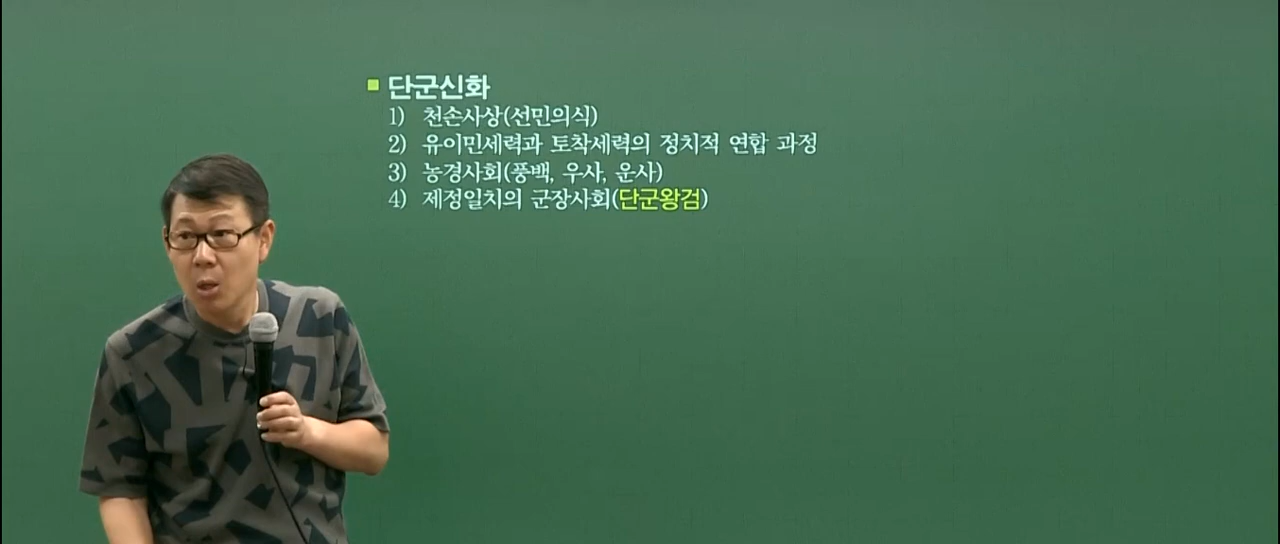 단군신화
1) 천손사상(선민의식)
2) 유이민세력과 토착세력의 정치적 연합 과정
3) 농경사회(풍백, 우사, 운사)
4) 제정일치의 군장사회(단군왕검)